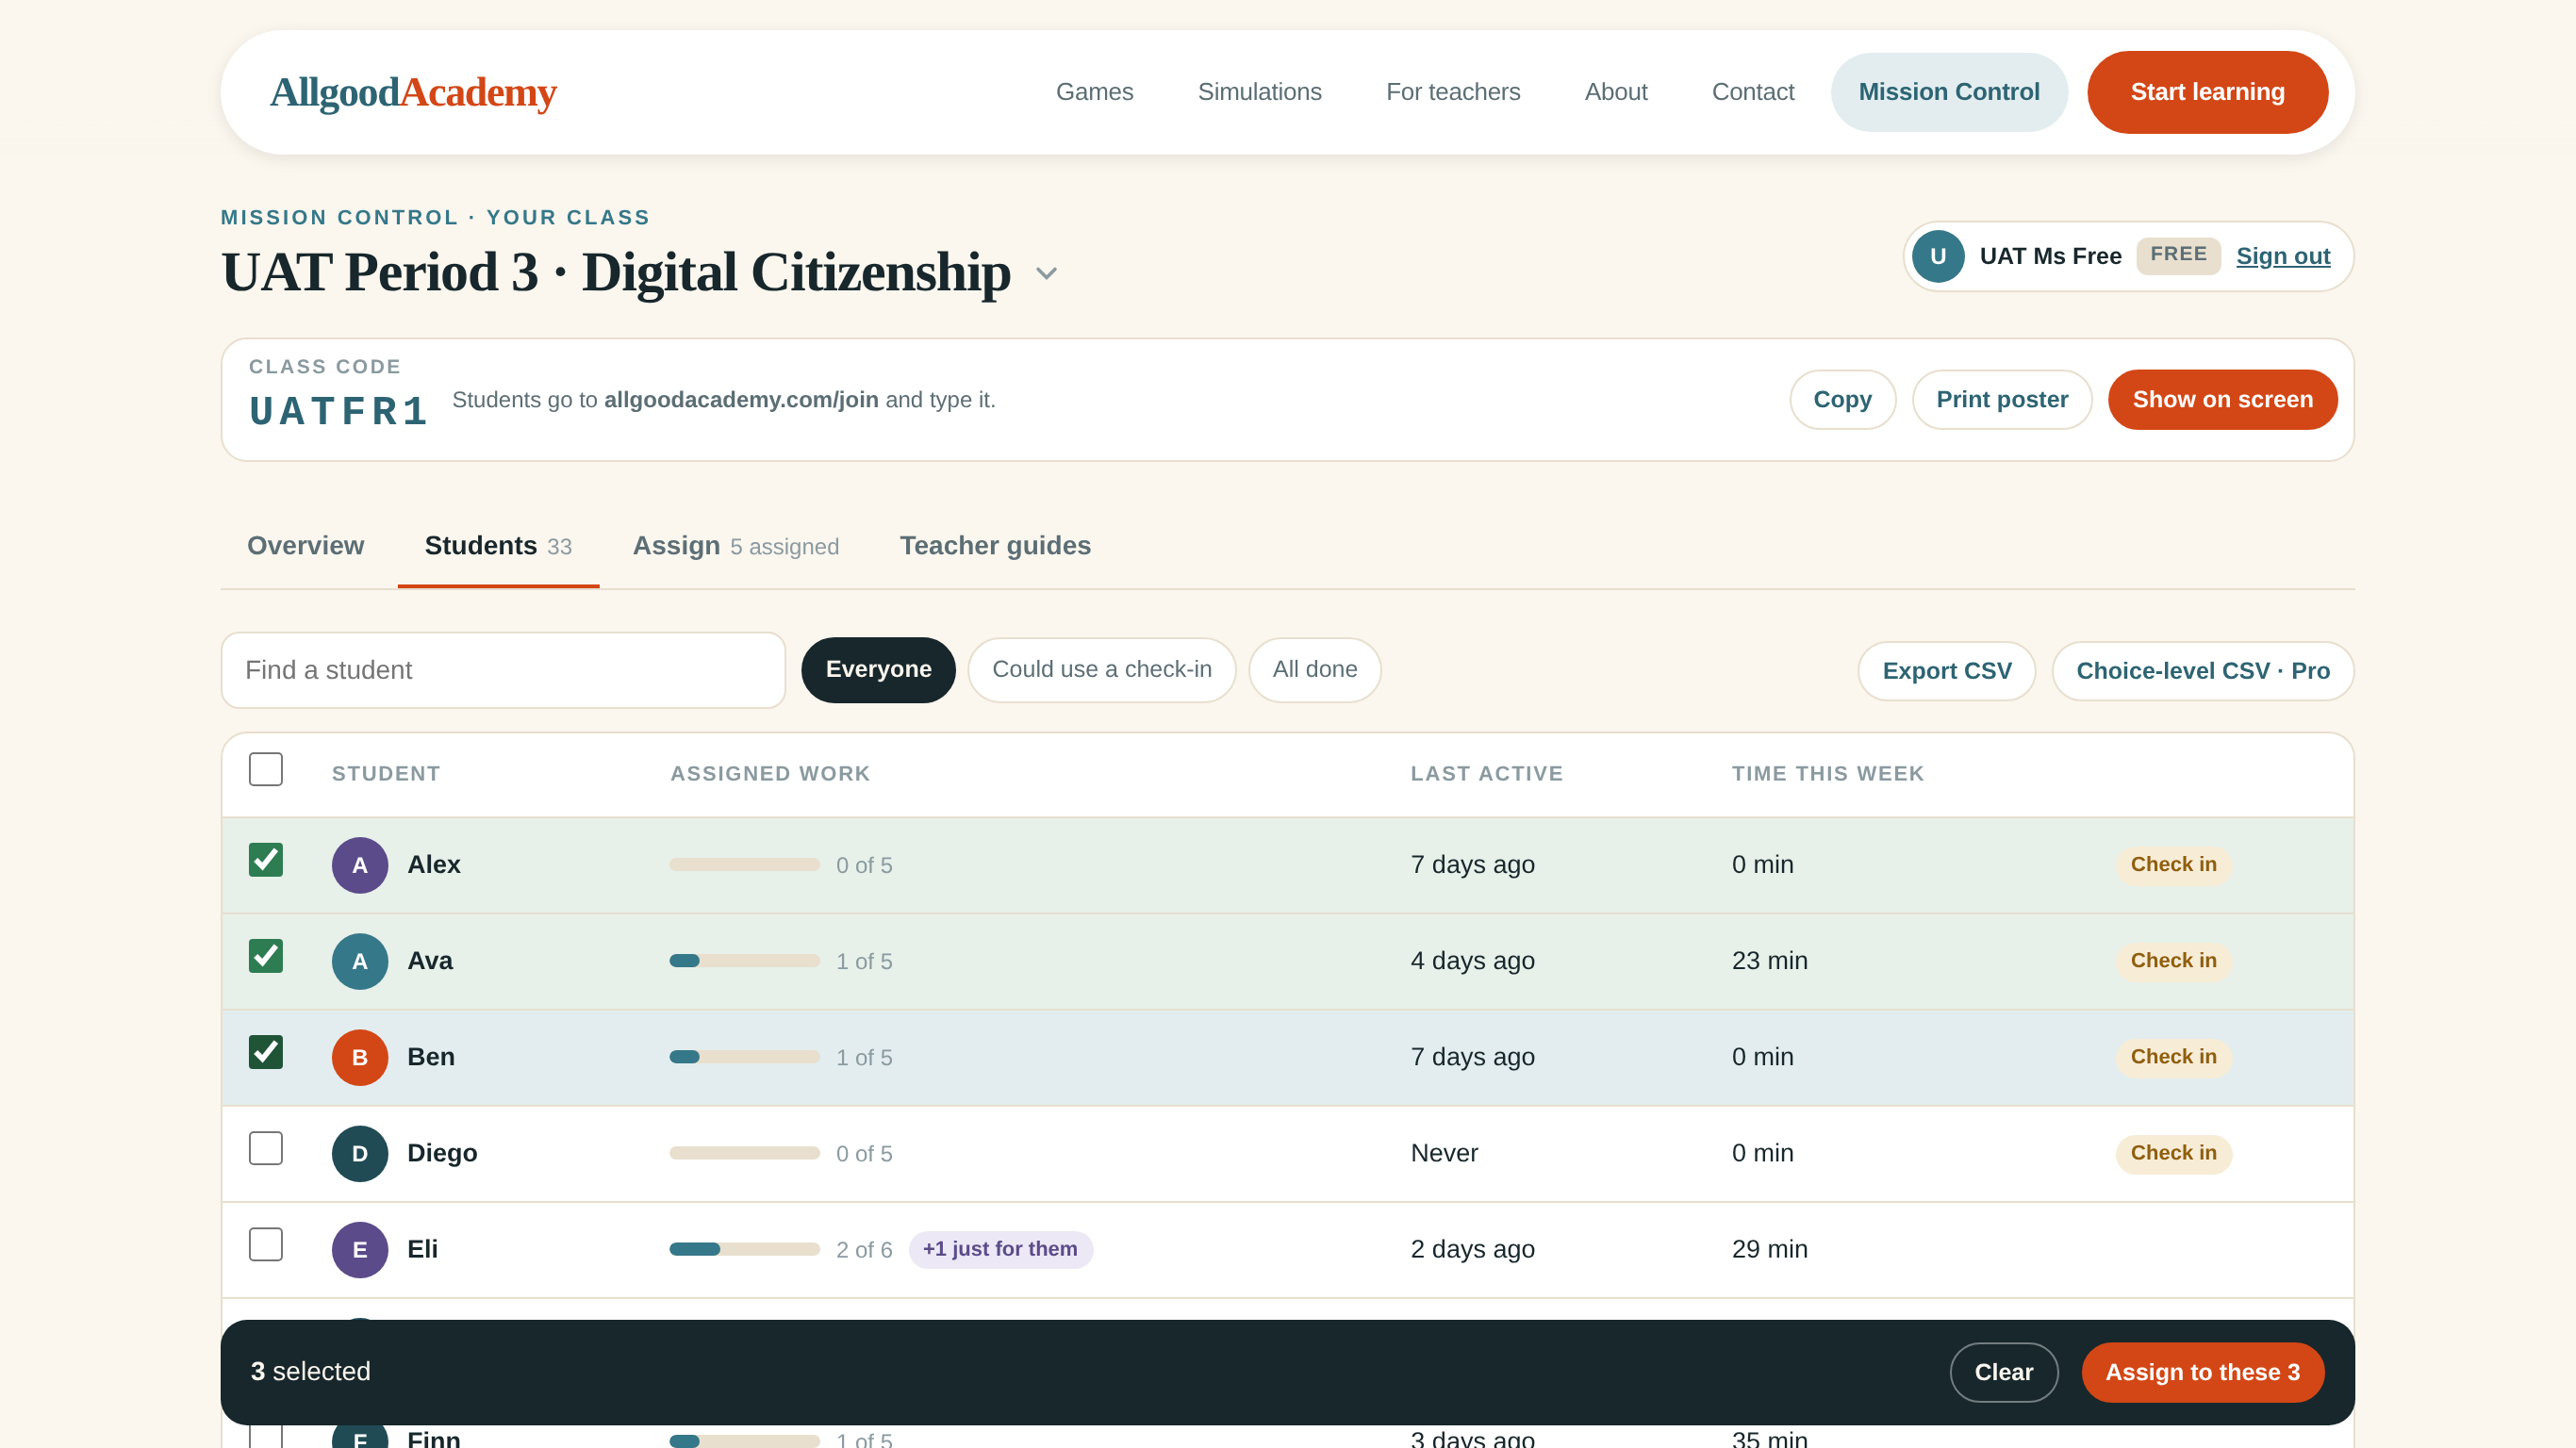 AllgoodAcademy
Games Simulations For teachers About Contact Mission Control Start learning
MISSION CONTROL · YOUR CLASS
UAT Period 3 · Digital Citizenship
U UAT Ms Free FREE Sign out
CLASS CODE
UATFR1 Students go to allgoodacademy.com/join and type it.
Copy Print poster Show on screen
Overview Students 33 Assign 5 assigned Teacher guides
Find a student Everyone Could use a check-in All done Export CSV Choice-level CSV · Pro
STUDENT ASSIGNED WORK LAST ACTIVE TIME THIS WEEK
A Alex 0 of 5 7 days ago 0 min Check in
A Ava 1 of 5 4 days ago 23 min Check in
B Ben 1 of 5 7 days ago 0 min Check in
D Diego 0 of 5 Never 0 min Check in
E Eli 2 of 6 +1 just for them 2 days ago 29 min
3 selected Clear Assign to these 3
F Finn 1 of 5 3 days ago 35 min